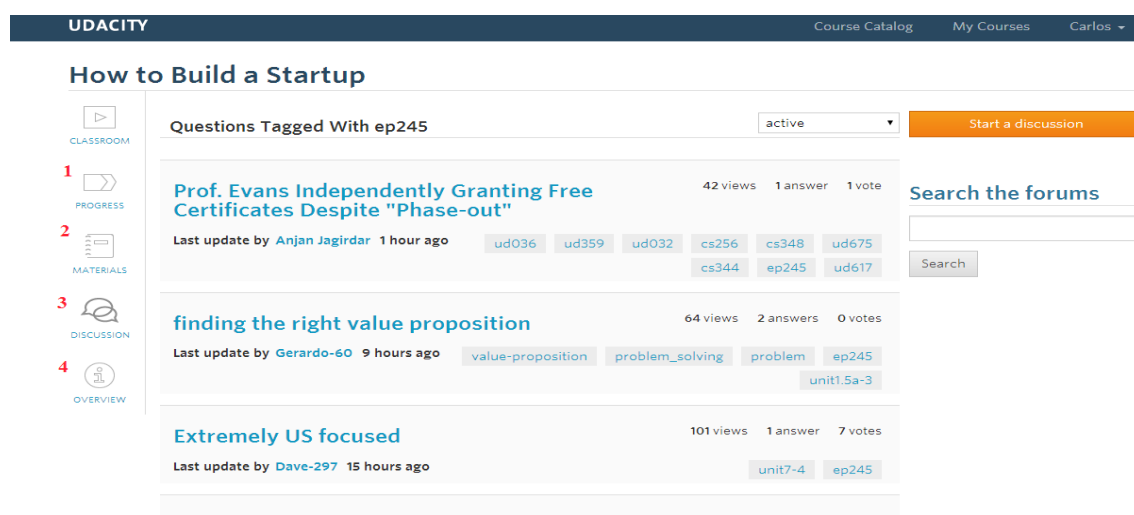 UDACITY
Course Catalog My Courses Carlos
How to Build a Startup
CLASSROOM
1
PROGRESS
2
MATERIALS
3
DISCUSSION
4
OVERVIEW
Questions Tagged With ep245
active
Prof. Evans Independently Granting Free
Certificates Despite "Phase-out"
42 views 1 answer 1 vote
Last update by Anjan Jagirdar 1 hour ago
ud036 ud359 ud032 cs256 cs348 ud675
cs344 ep245 ud617
finding the right value proposition
64 views 2 answers 0 votes
Last update by Gerardo-60 9 hours ago
value-proposition problem_solving problem ep245
unit1.5a-3
Extremely US focused
101 views 1 answer 7 votes
Last update by Dave-297 15 hours ago
unit7-4 ep245
Start a discussion
Search the forums
Search